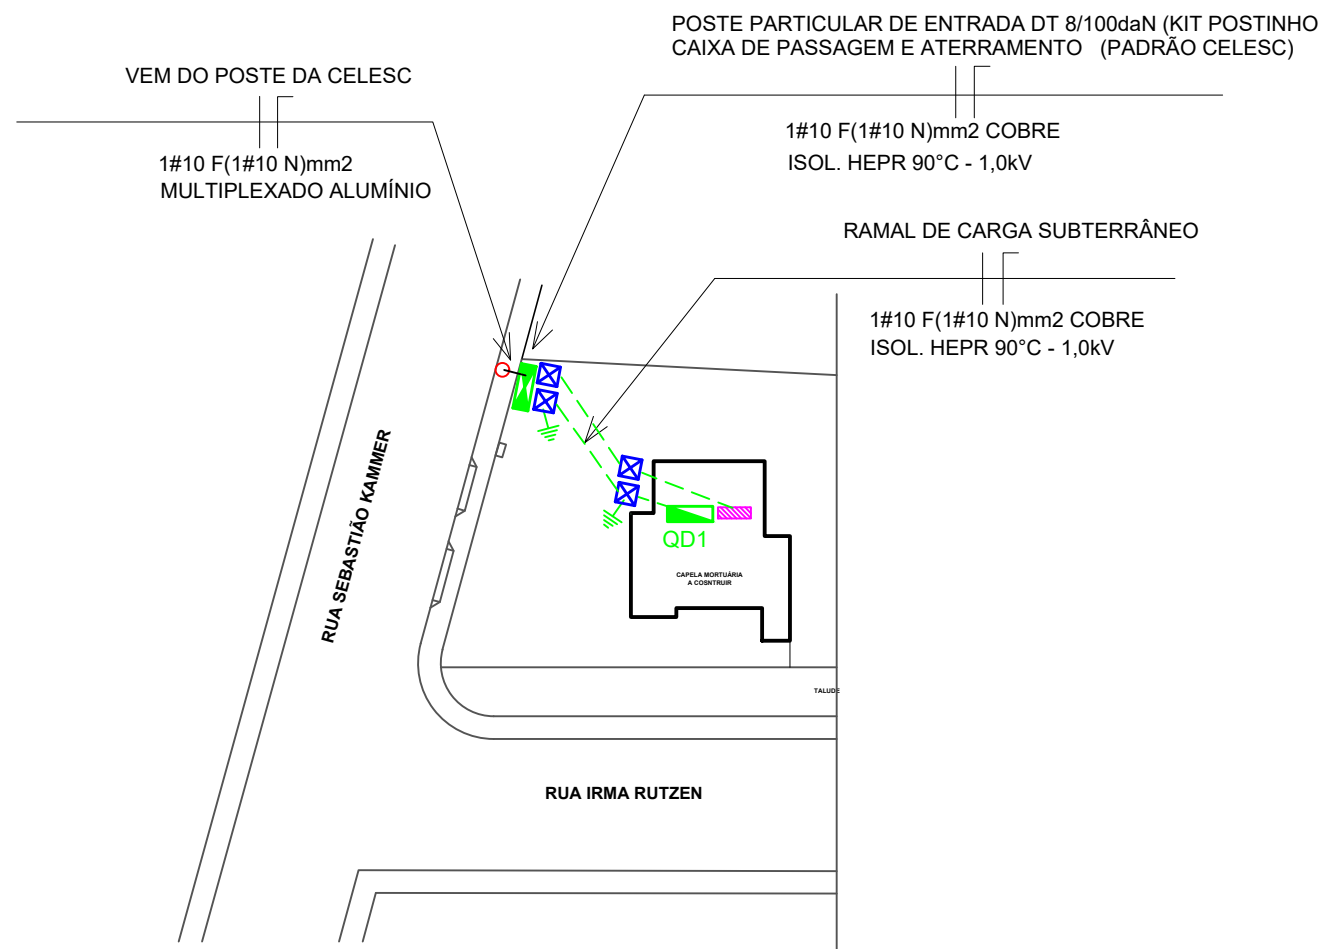 POSTE PARTICULAR DE ENTRADA DT 8/100daN (KIT POSTINHO
CAIXA DE PASSAGEM E ATERRAMENTO (PADRÃO CELESC)
VEM DO POSTE DA CELESC
1#10 F(1#10 N)mm2 COBRE
ISOL. HEPR 90°C - 1,0kV
1#10 F(1#10 N)mm2
MULTIPLEXADO ALUMÍNIO
RAMAL DE CARGA SUBTERRÂNEO
1#10 F(1#10 N)mm2 COBRE
ISOL. HEPR 90°C - 1,0kV
RUA SEBASTIÃO KAMMER
QD1
CAPELA MORTUÁRIA
A COSNTRUIR
TALUDE
RUA IRMA RUTZEN